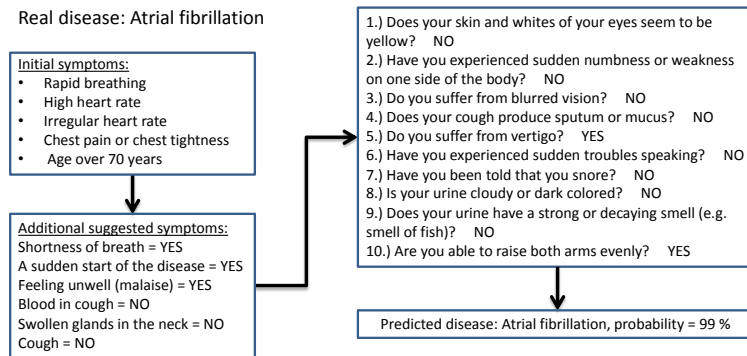 Real disease: Atrial fibrillation
Initial symptoms:
• Rapid breathing
• High heart rate
• Irregular heart rate
• Chest pain or chest tightness
• Age over 70 years
Additional suggested symptoms:
Shortness of breath = YES
A sudden start of the disease = YES
Feeling unwell (malaise) = YES
Blood in cough = NO
Swollen glands in the neck = NO
Cough = NO
1.) Does your skin and whites of your eyes seem to be
yellow? NO
2.) Have you experienced sudden numbness or weakness
on one side of the body? NO
3.) Do you suffer from blurred vision? NO
4.) Does your cough produce sputum or mucus? NO
5.) Do you suffer from vertigo? YES
6.) Have you experienced sudden troubles speaking? NO
7.) Have you been told that you snore? NO
8.) Is your urine cloudy or dark colored? NO
9.) Does your urine have a strong or decaying smell (e.g.
smell of fish)? NO
10.) Are you able to raise both arms evenly? YES
Predicted disease: Atrial fibrillation, probability = 99 %